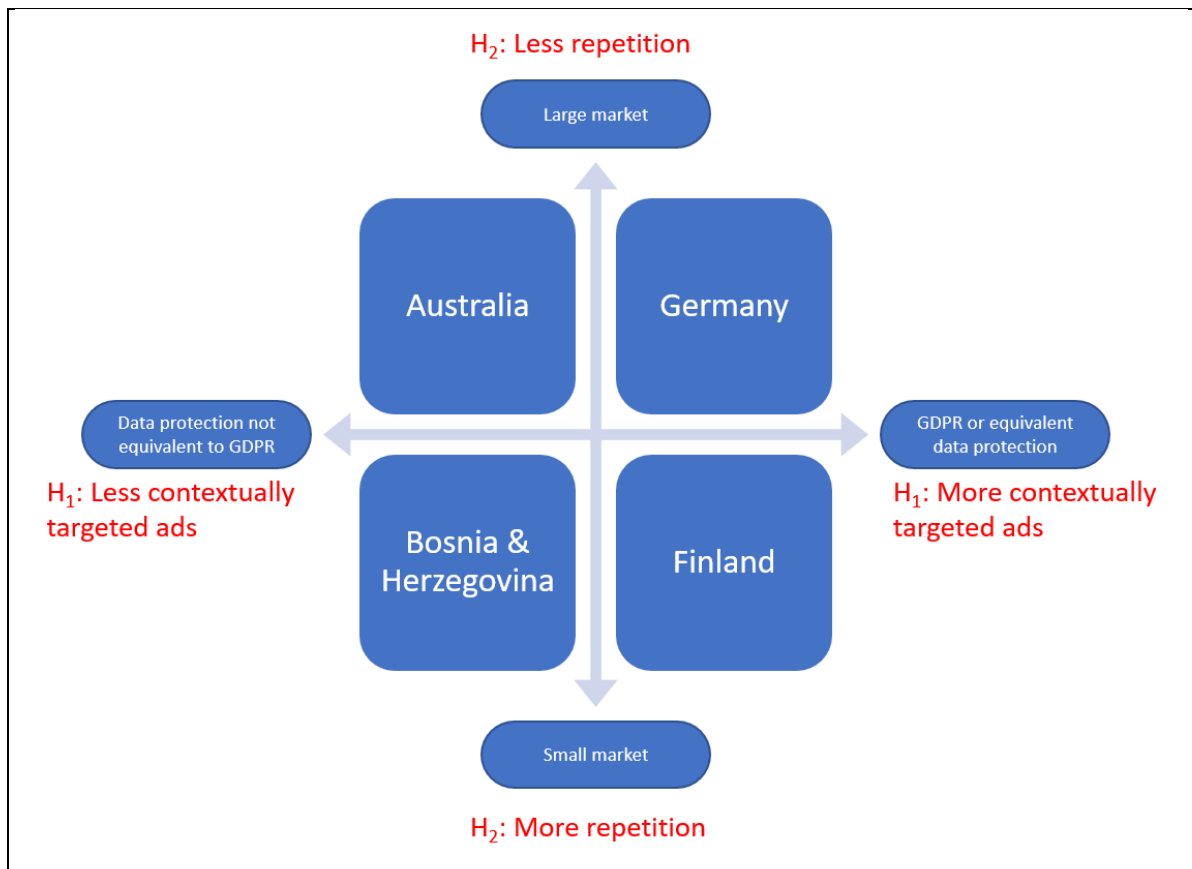 H₂: Less repetition
Large market
Australia
Germany
Data protection not
equivalent to GDPR
GDPR or equivalent
data protection
H₁: Less contextually
targeted ads
H₁: More contextually
targeted ads
Bosnia &
Herzegovina
Finland
Small market
H₂: More repetition